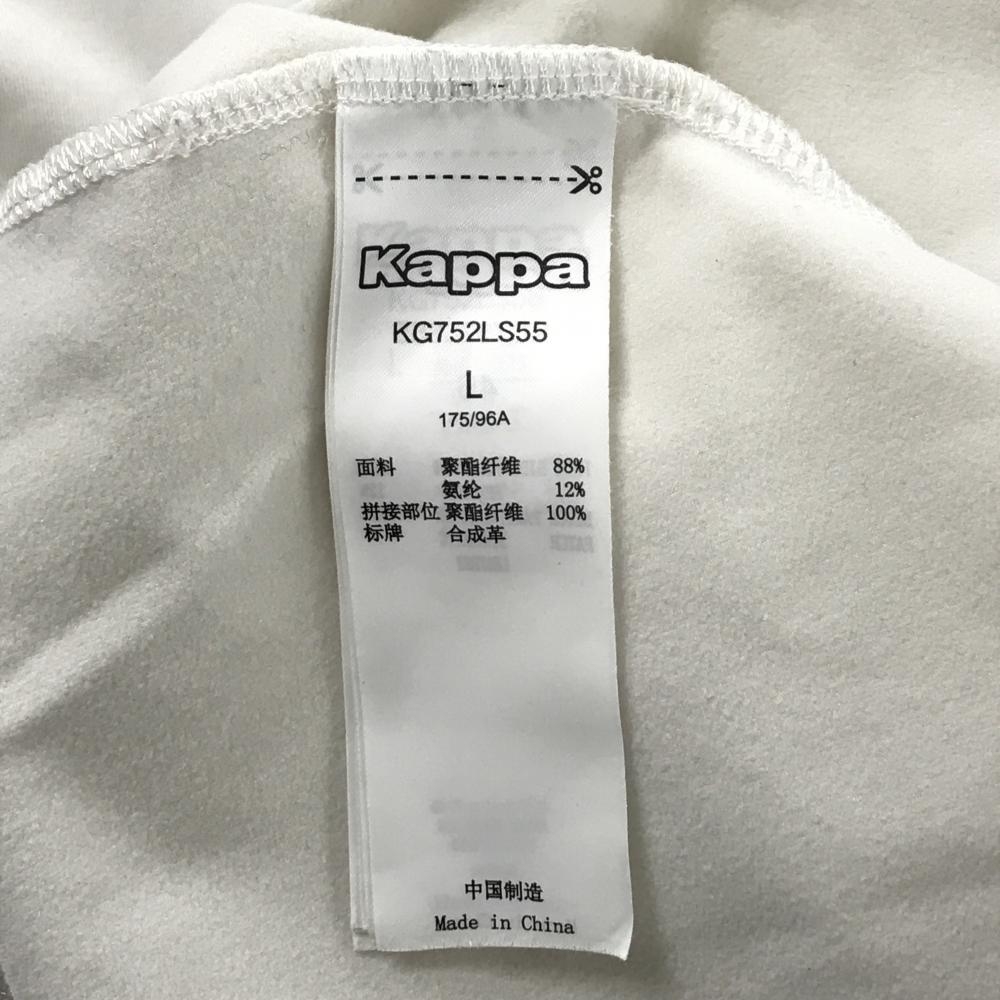 Kappa
KG752LS55
L
175/96A
面料 聚酯纤维 88%
氨纶 12%
拼接部位 聚酯纤维 100%
标牌 合成革
中国制造
Made in China